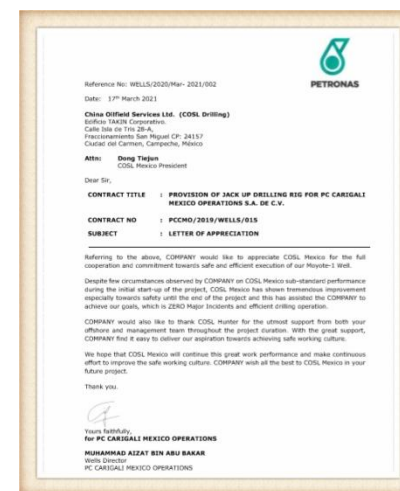 PETRONAS
Reference No: WELLS/2020/Mar- 2021/002
Date: 17th March 2021
China Oilfield Services Ltd. (COSL Drilling)
Edificio TAKIN Corporativo.
Calle Isla de Tris 28-A,
Fraccionamiento San Miguel CP: 24157
Ciudad del Carmen, Campeche, México
Attn: Dong Tiejun
COSL Mexico President
Dear Sir,
CONTRACT TITLE : PROVISION OF JACK UP DRILLING RIG FOR PC CARIGALI
MEXICO OPERATIONS S.A. DE C.V.
CONTRACT NO : PCCMO/2019/WELLS/015
SUBJECT : LETTER OF APPRECIATION
Referring to the above, COMPANY would like to appreciate COSL Mexico for the full
cooperation and commitment towards safe and efficient execution of our Moyote-1 Well.
Despite few circumstances observed by COMPANY on COSL Mexico sub-standard performance
during the initial start-up of the project, COSL Mexico has shown tremendous improvement
especially towards safety until the end of the project and this has assisted the COMPANY to
achieve our goals, which is ZERO Major Incidents and efficient drilling operation.
COMPANY would also like to thank COSL Hunter for the utmost support from both your
offshore and management team throughout the project duration. With the great support,
COMPANY find it easy to deliver our aspiration towards achieving safe working culture.
We hope that COSL Mexico will continue this great work performance and make continuous
effort to improve the safe working culture. COMPANY wish all the best to COSL Mexico in your
future project.
Thank you.
Yours faithfully,
for PC CARIGALI MEXICO OPERATIONS
MUHAMMAD AIZAT BIN ABU BAKAR
Wells Director
PC CARIGALI MEXICO OPERATIONS